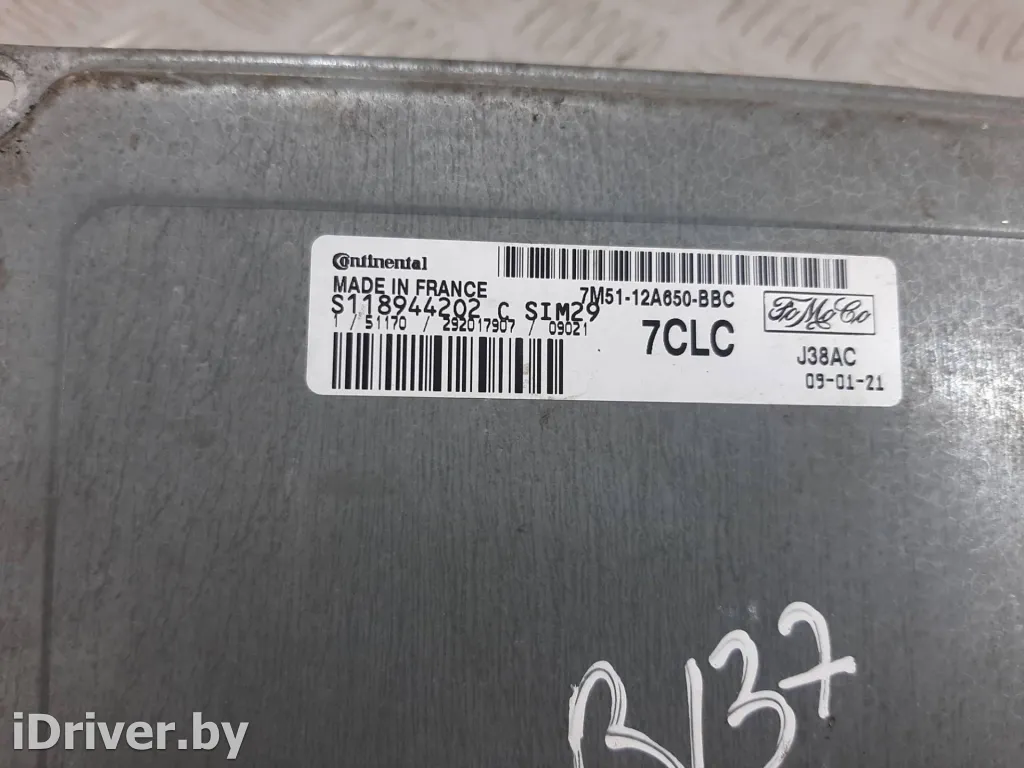 Continental
MADE IN FRANCE
S118944202 C SIM29
1 / 51170 / 292017907 / 09021
7M51-12A650-BBC
7CLC
FoMoCo
J38AC
09-01-21
B137
iDriver.by